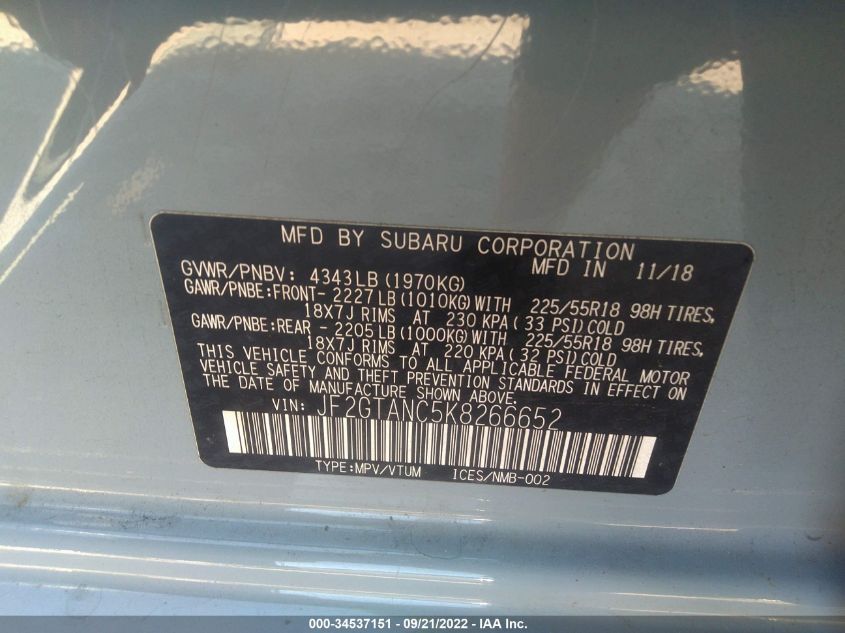 MFD BY SUBARU CORPORATION
GVWR/PNBV: 4343LB (1970KG) MFD IN 11/18
GAWR/PNBE:FRONT- 2227 LB (1010KG) WITH 225/55R18 98H TIRES,
18X7J RIMS AT 230 KPA ( 33 PSI) COLD
GAWR/PNBE:REAR - 2205 LB (1000KG) WITH 225/55R18 98H TIRES,
18X7J RIMS AT 220 KPA ( 32 PSI) COLD
THIS VEHICLE CONFORMS TO ALL APPLICABLE FEDERAL MOTOR
VEHICLE SAFETY AND THEFT PREVENTION STANDARDS IN EFFECT ON
THE DATE OF MANUFACTURE SHOWN ABOVE.
VIN: JF2GTANC5K8266652
TYPE:MPV/VTUM ICES/NMB-002
000-34537151 - 09/21/2022 - IAA Inc.